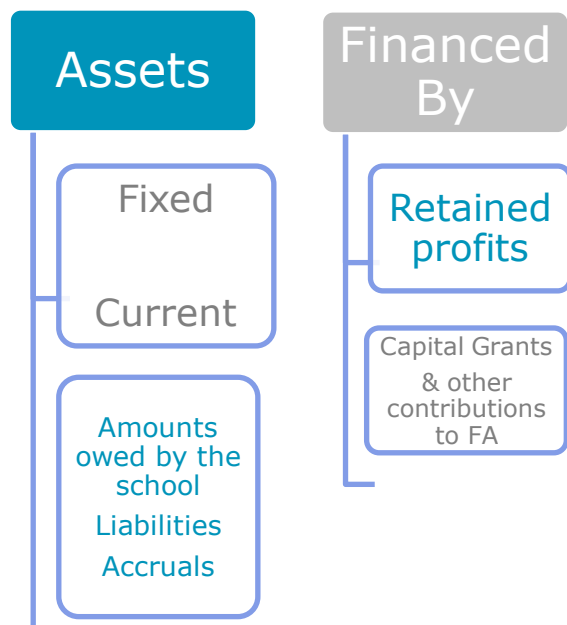 Assets
Fixed
Current
Amounts
owed by the
school
Liabilities
Accruals
Financed
By
Retained
profits
Capital Grants
& other
contributions
to FA